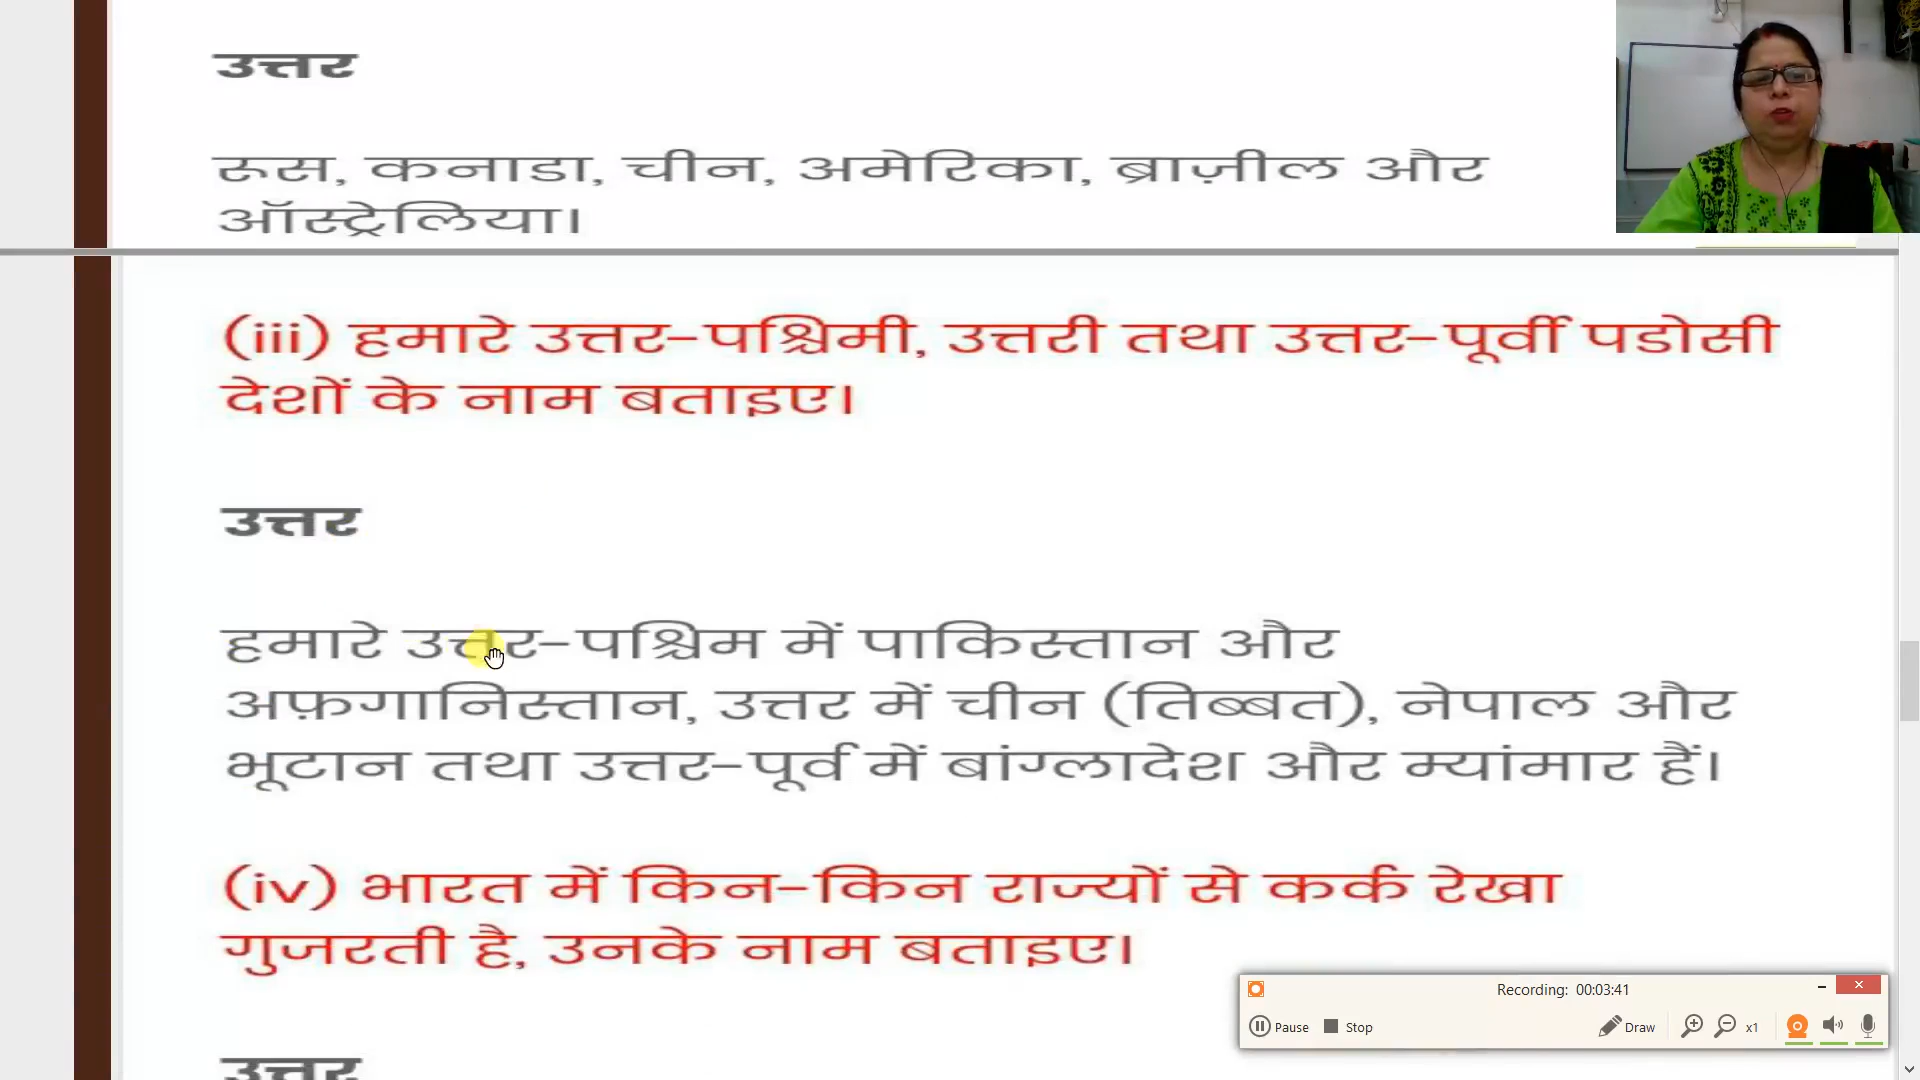 उत्तर
रूस, कनाडा, चीन, अमेरिका, ब्राज़ील और
ऑस्ट्रेलिया।
(iii) हमारे उत्तर-पश्चिमी, उत्तरी तथा उत्तर-पूर्वी पडोसी
देशों के नाम बताइए।
उत्तर
हमारे उत्तर-पश्चिम में पाकिस्तान और
अफ़गानिस्तान, उत्तर में चीन (तिब्बत), नेपाल और
भूटान तथा उत्तर-पूर्व में बांग्लादेश और म्यांमार हैं।
(iv) भारत में किन-किन राज्यों से कर्क रेखा
गुजरती है, उनके नाम बताइए।
Recording: 00:03:41
Pause Stop Draw x1
उत्तर